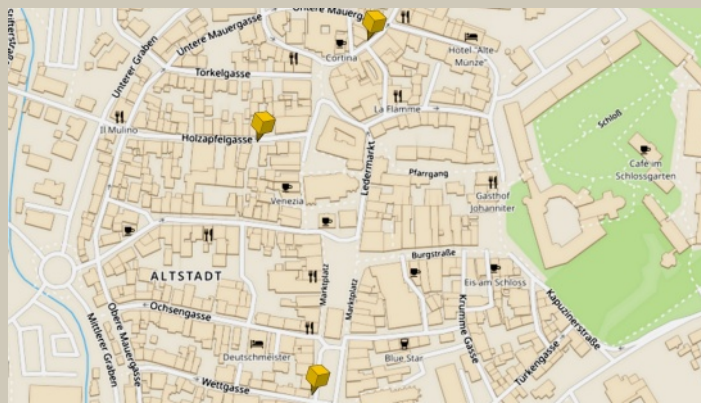 Untere Mauerg
Untere Mauergasse
Cortina
Hotel "Alte
Münze"
Unterer Graben
Torkelgasse
La Flamme
Schloß
Il Mulino
Holzapfelgasse
Café im
Schlossgarten
Ledermarkt
Pfarrgang
Venezia
Gasthof
Johanniter
Burgstraße
ALTSTADT
Marktplatz
Marktplatz
Eis am Schloss
Kapuzinerstraße
Ochsengasse
Obere Mauergasse
Mittlerer Graben
Krumme Gasse
Türkengasse
Deutschmeister
Blue Star
Wettgasse